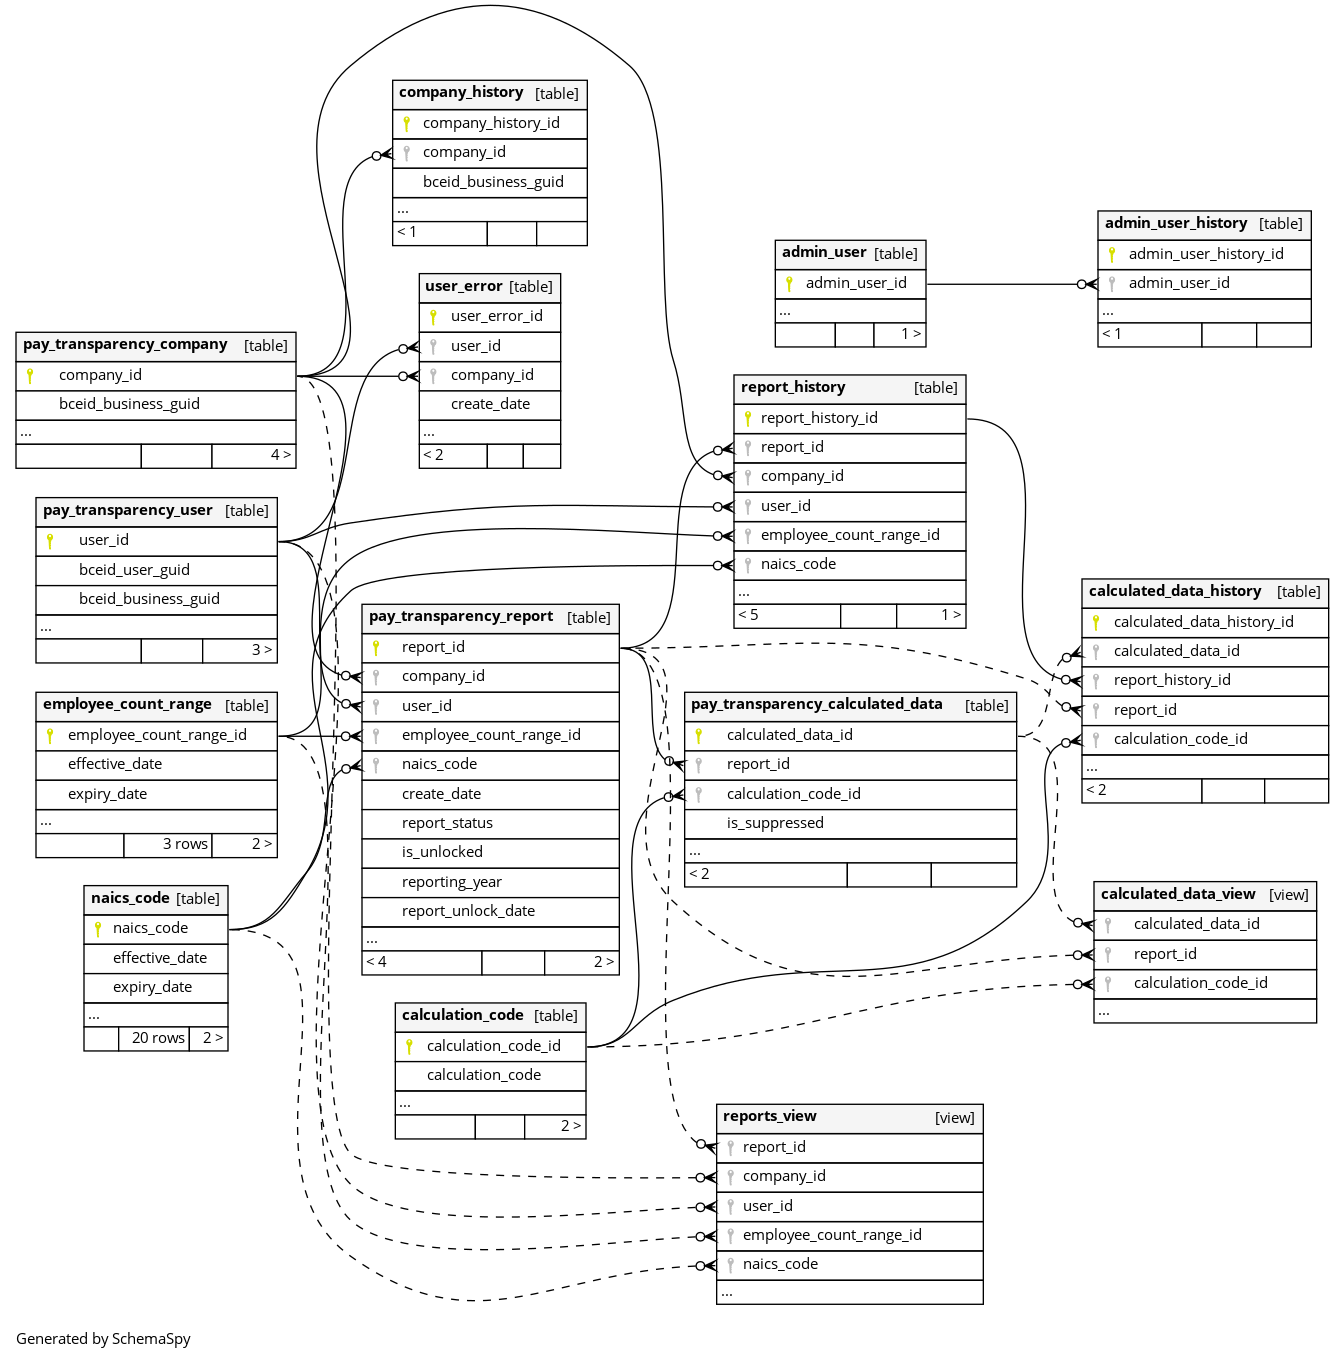 company_history [table]
company_history_id
company_id
bceid_business_guid
...
< 1
admin_user_history [table]
admin_user_history_id
admin_user_id
...
< 1
admin_user [table]
admin_user_id
...
1 >
user_error [table]
user_error_id
user_id
company_id
create_date
...
< 2
pay_transparency_company [table]
company_id
bceid_business_guid
...
4 >
report_history [table]
report_history_id
report_id
company_id
user_id
employee_count_range_id
naics_code
...
< 5 1 >
pay_transparency_user [table]
user_id
bceid_user_guid
bceid_business_guid
...
3 >
calculated_data_history [table]
calculated_data_history_id
calculated_data_id
report_history_id
report_id
calculation_code_id
...
< 2
pay_transparency_report [table]
report_id
company_id
user_id
employee_count_range_id
naics_code
create_date
report_status
is_unlocked
reporting_year
report_unlock_date
...
< 4 2 >
employee_count_range [table]
employee_count_range_id
effective_date
expiry_date
...
3 rows 2 >
pay_transparency_calculated_data [table]
calculated_data_id
report_id
calculation_code_id
is_suppressed
...
< 2
naics_code [table]
naics_code
effective_date
expiry_date
...
20 rows 2 >
calculated_data_view [view]
calculated_data_id
report_id
calculation_code_id
...
calculation_code [table]
calculation_code_id
calculation_code
...
2 >
reports_view [view]
report_id
company_id
user_id
employee_count_range_id
naics_code
...
Generated by SchemaSpy